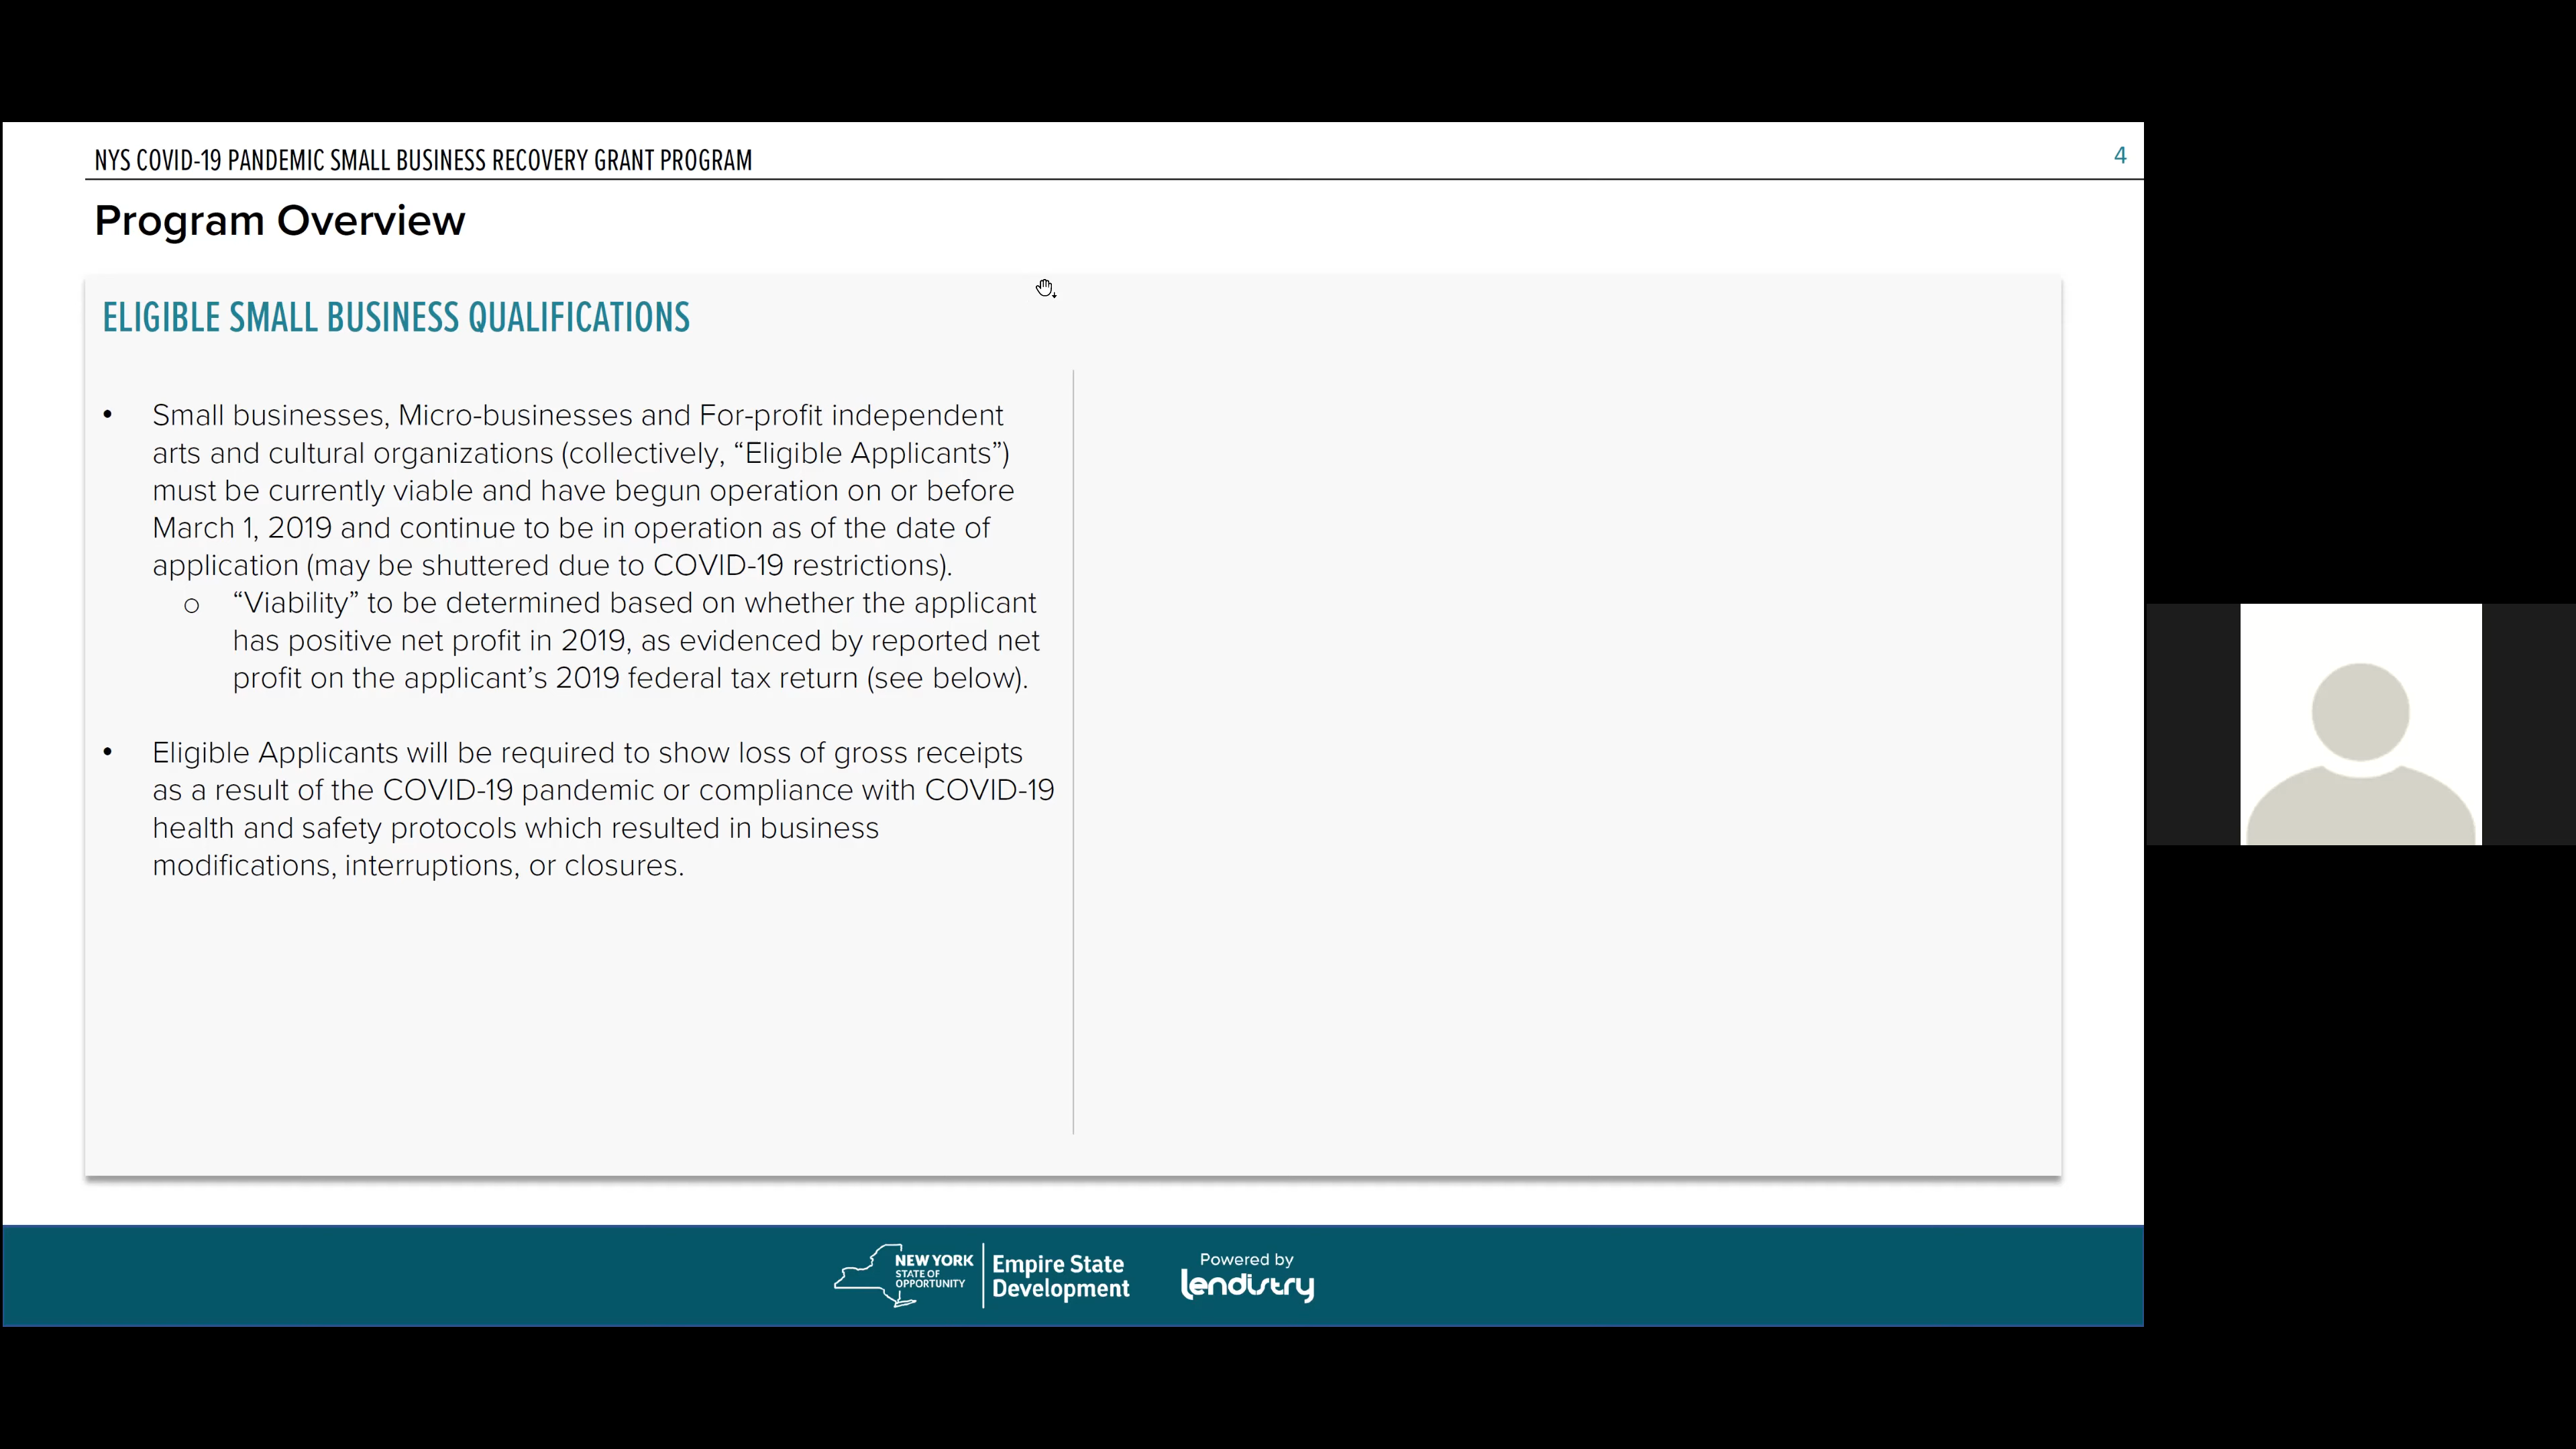 NYS COVID-19 PANDEMIC SMALL BUSINESS RECOVERY GRANT PROGRAM
4
Program Overview
ELIGIBLE SMALL BUSINESS QUALIFICATIONS
• Small businesses, Micro-businesses and For-profit independent
arts and cultural organizations (collectively, “Eligible Applicants”)
must be currently viable and have begun operation on or before
March 1, 2019 and continue to be in operation as of the date of
application (may be shuttered due to COVID-19 restrictions).
o “Viability” to be determined based on whether the applicant
has positive net profit in 2019, as evidenced by reported net
profit on the applicant’s 2019 federal tax return (see below).
• Eligible Applicants will be required to show loss of gross receipts
as a result of the COVID-19 pandemic or compliance with COVID-19
health and safety protocols which resulted in business
modifications, interruptions, or closures.
NEW YORK
STATE OF
OPPORTUNITY
Empire State
Development
Powered by
lendistry